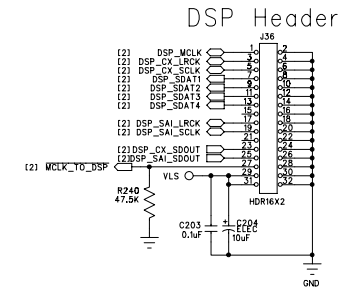 DSP Header
J36
[2] DSP_MCLK 1 2
[2] DSP_CX_LRCK 3 4
[2] DSP_CX_SCLK 5 6
[2] DSP_SDAT1 7 8
[2] DSP_SDAT2 9 10
[2] DSP_SDAT3 11 12
[2] DSP_SDAT4 13 14
15 16
[2] DSP_SAI_LRCK 17 18
[2] DSP_SAI_SCLK 19 20
21 22
[2] DSP_CX_SDOUT 23 24
[2] DSP_SAI_SDOUT 25 26
27 28
[2] MCLK_TO_DSP
VLS 29 30
31 32
R240
47.5K
HDR16X2
C203
0.1uF
+ C204
ELEC
10uF
GND